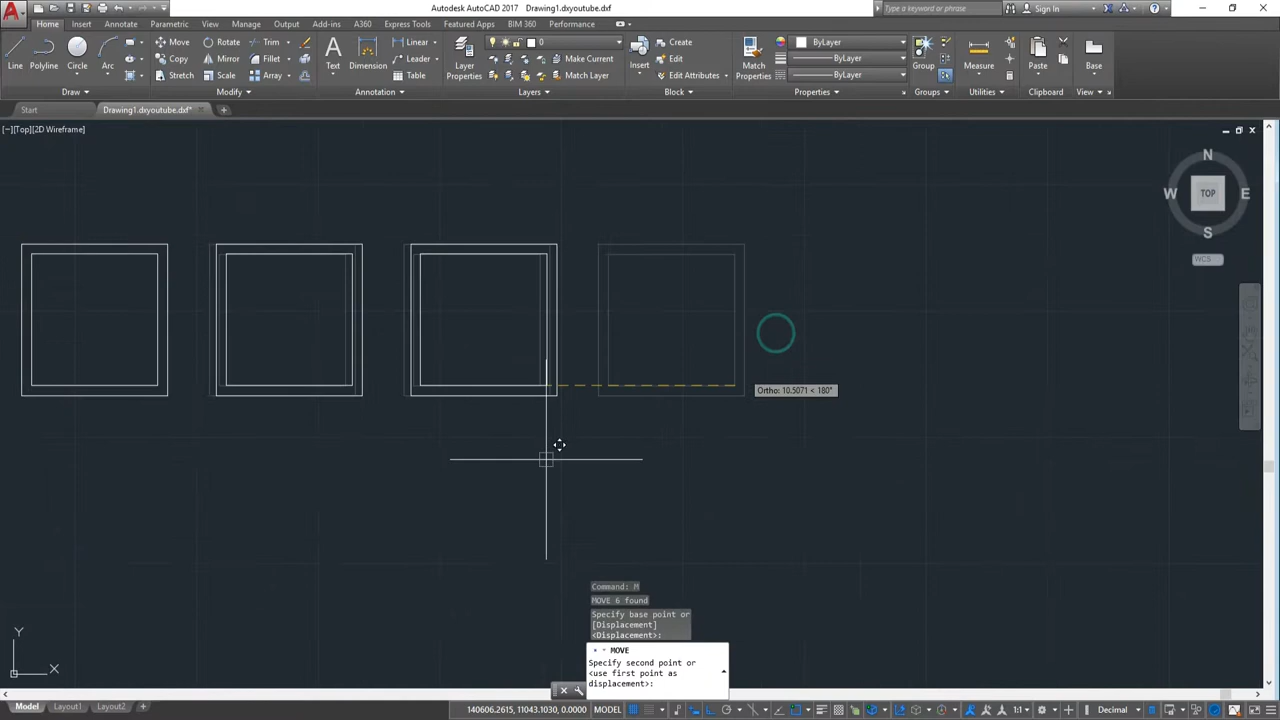 Autodesk AutoCAD 2017 Drawing1.dxyoutube.dxf
Type a keyword or phrase
Sign In
Home Insert Annotate Parametric View Manage Output Add-ins A360 Express Tools Featured Apps BIM 360 Performance
Line Polyline Circle Arc
Move Rotate Trim
Copy Mirror Fillet
Stretch Scale Array
Text Dimension
Linear
Leader
Table
Layer
Properties
0
Make Current
Match Layer
Insert
Create
Edit
Edit Attributes
Match
Properties
ByLayer
ByLayer
ByLayer
Group
Measure
Paste
Base
Draw Modify Annotation Layers Block Properties Groups Utilities Clipboard View
Start Drawing1.dxyoutube.dxf*
[−][Top][2D Wireframe]
N
W TOP E
S
WCS
Ortho: 10.5071 < 180°
Command: M
MOVE 6 found
Specify base point or
[Displacement]
<Displacement>:
MOVE
Specify second point or
<use first point as
displacement>:
Y
X
Model Layout1 Layout2
140606.2615, 11043.1030, 0.0000 MODEL
1:1
Decimal